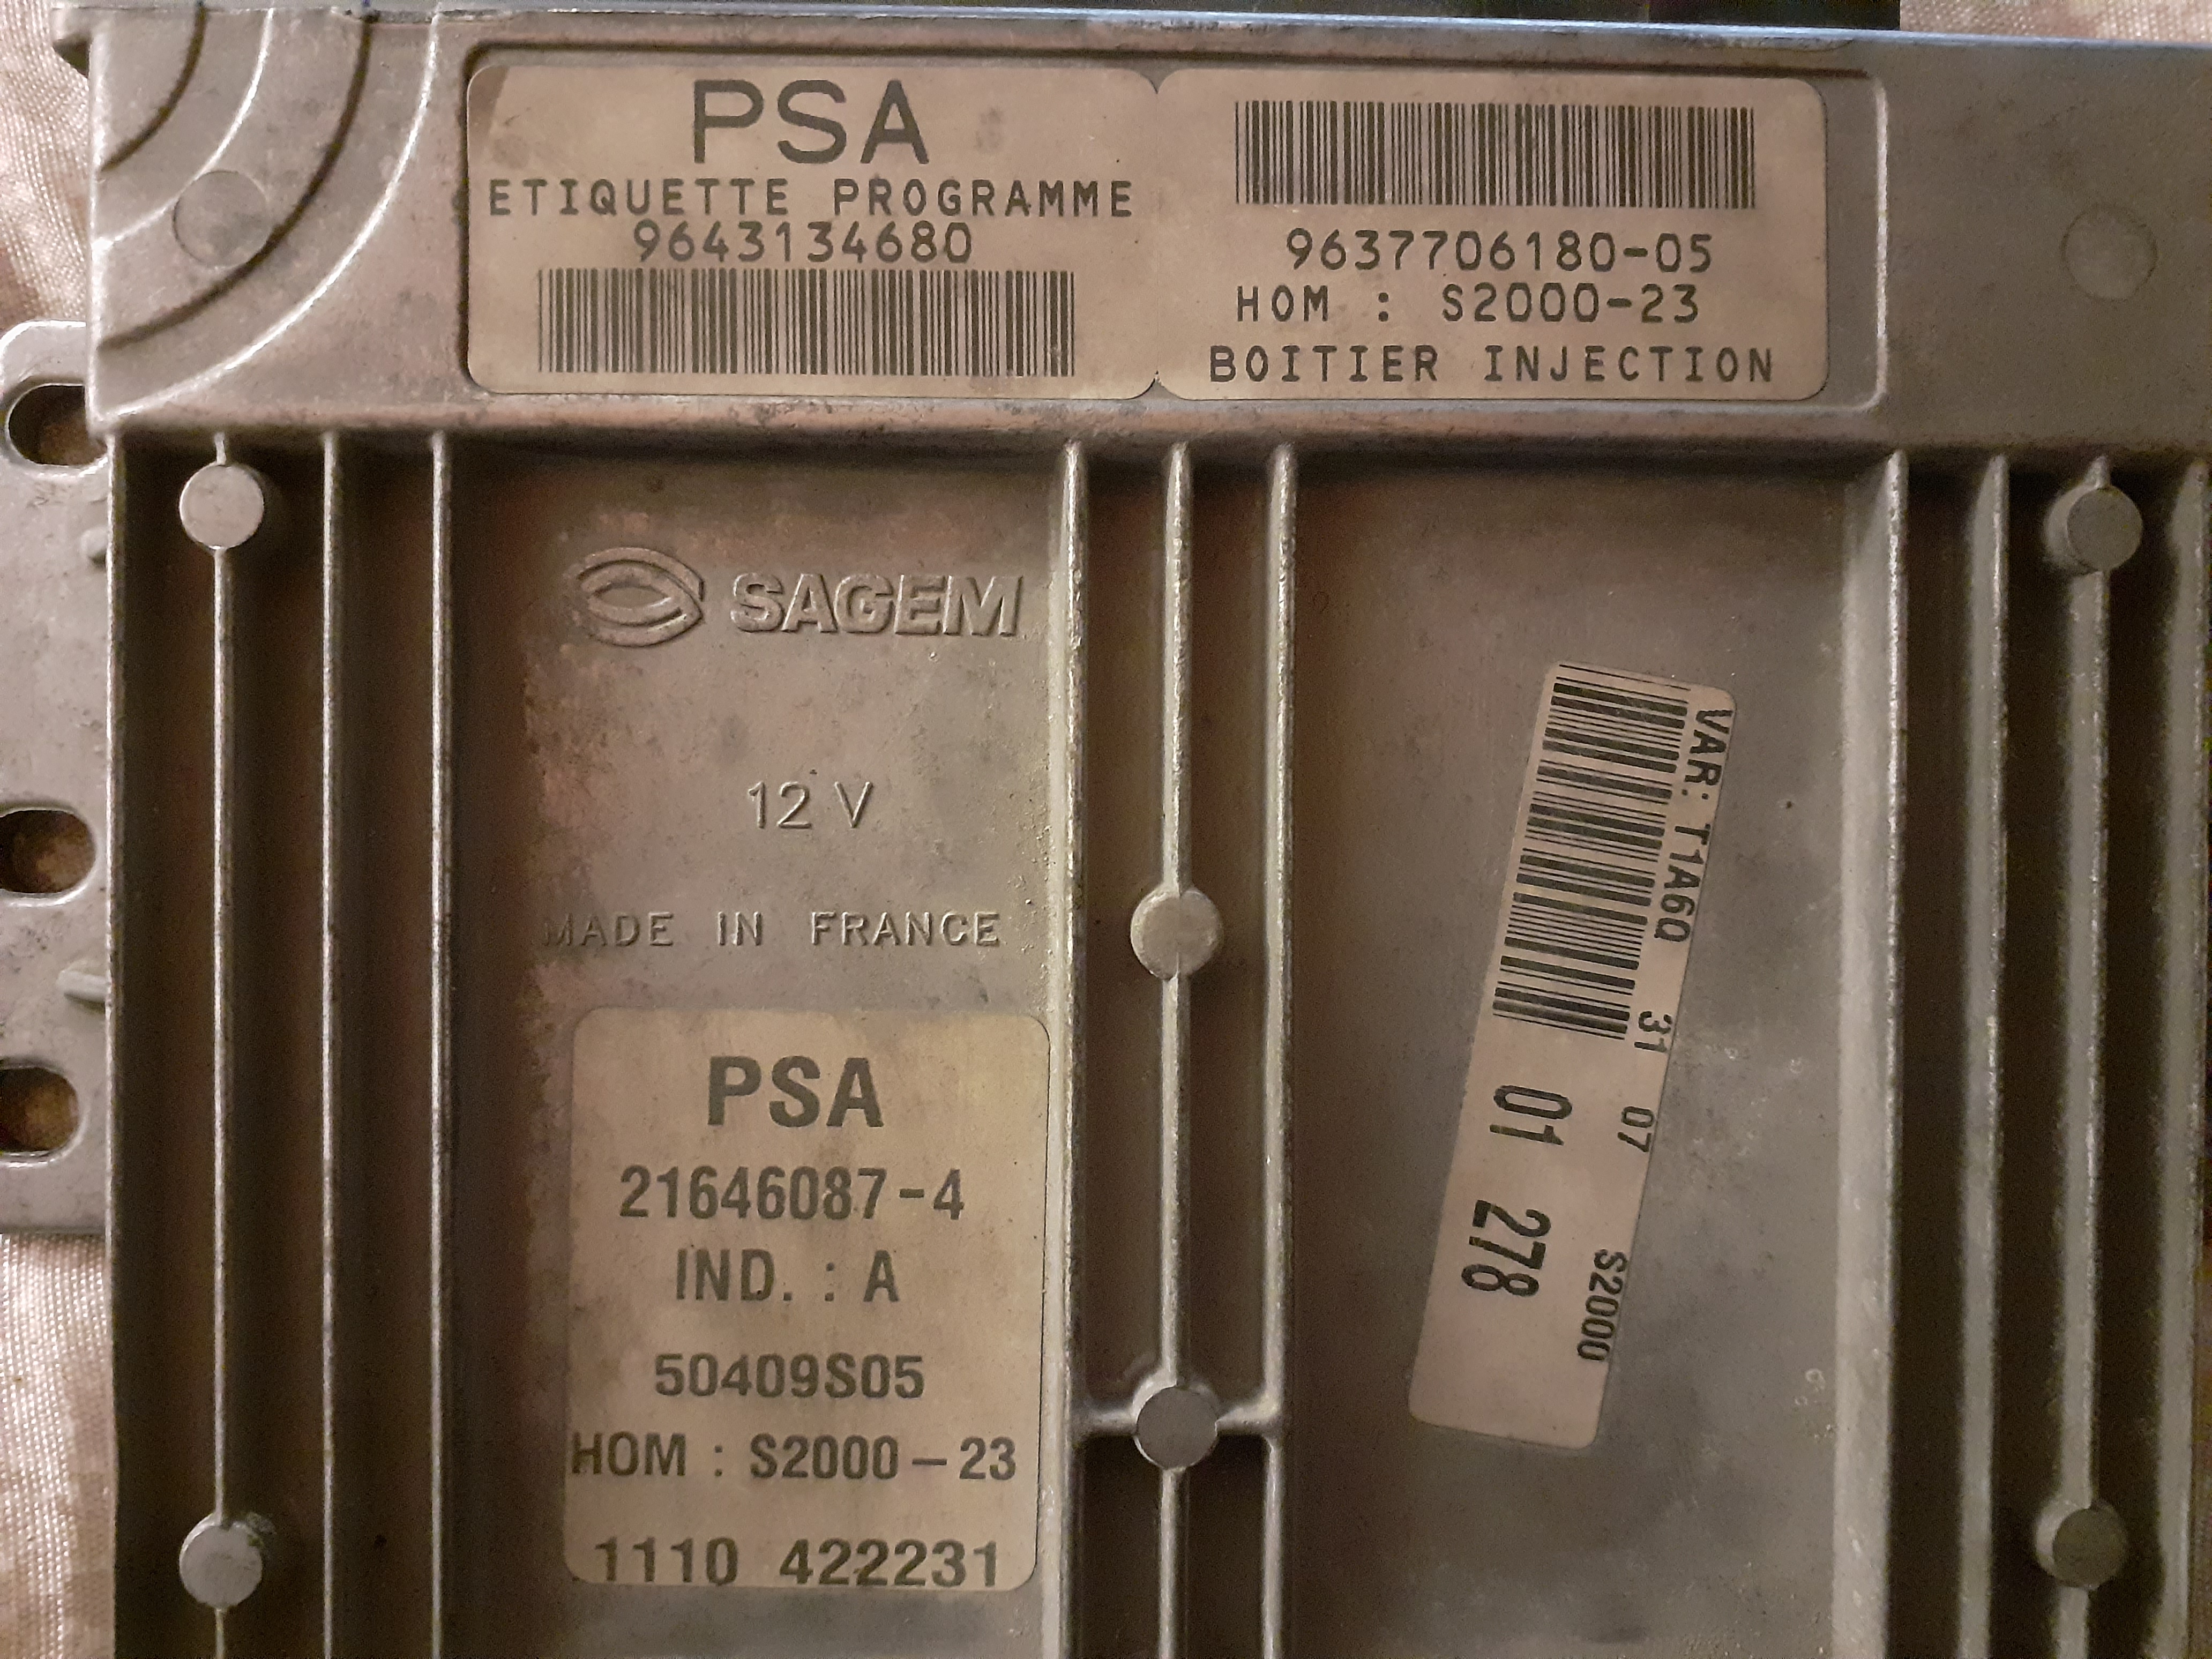 PSA
ETIQUETTE PROGRAMME
9643134680
9637706180-05
HOM : S2000-23
BOITIER INJECTION
SAGEM
12 V
MADE IN FRANCE
PSA
21646087-4
IND. : A
50409S05
HOM : S2000-23
1110 422231
VAR: T1A6Q 31 07 S2000
01 278